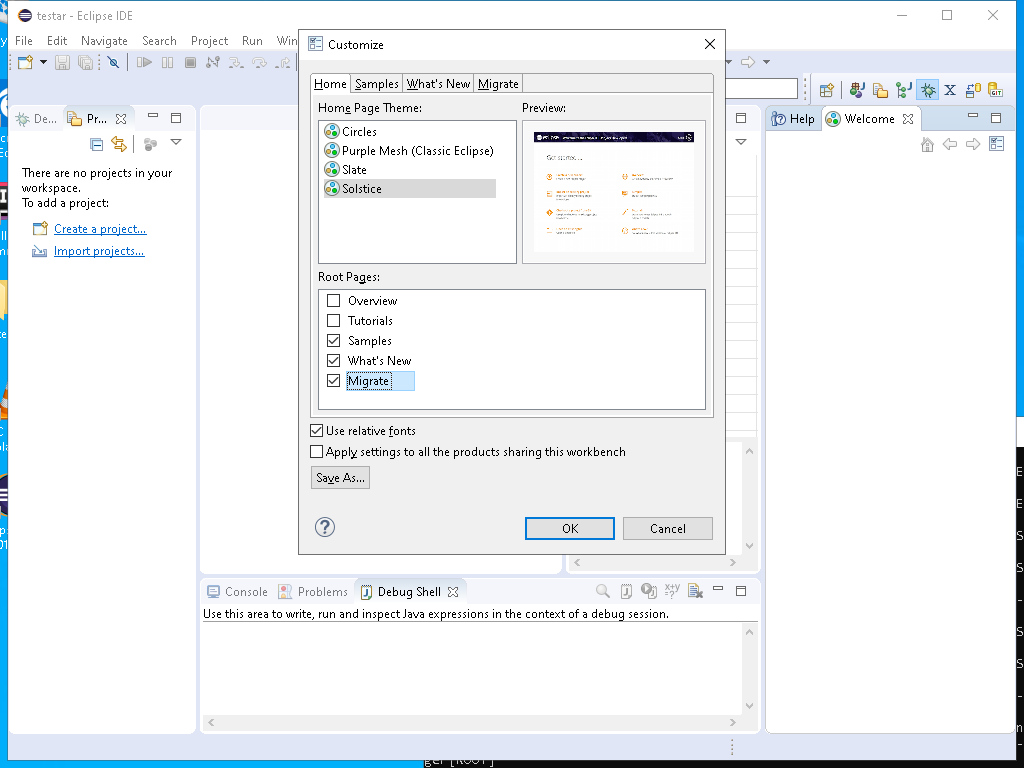 testar - Eclipse IDE
File Edit Navigate Search Project Run Win
Customize
Home Samples What's New Migrate
Home Page Theme: Preview:
Circles
Purple Mesh (Classic Eclipse)
Slate
Solstice
Root Pages:
Overview
Tutorials
Samples
What's New
Migrate
Use relative fonts
Apply settings to all the products sharing this workbench
Save As...
OK Cancel
De... Pr...
There are no projects in your
workspace.
To add a project:
Create a project...
Import projects...
Help Welcome
Console Problems Debug Shell
Use this area to write, run and inspect Java expressions in the context of a debug session.